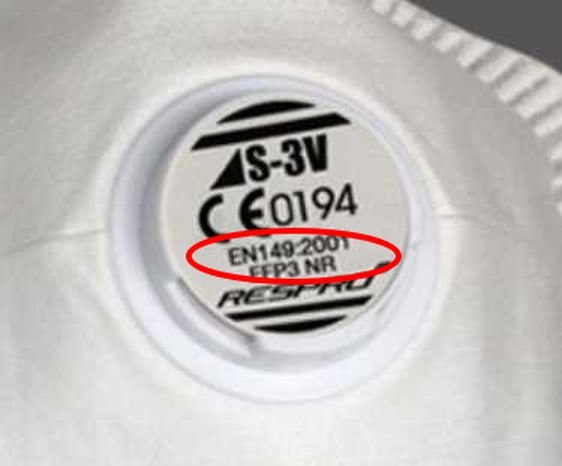 S-3V
CE0194
EN149:2001
FFP3 NR
RESPRO